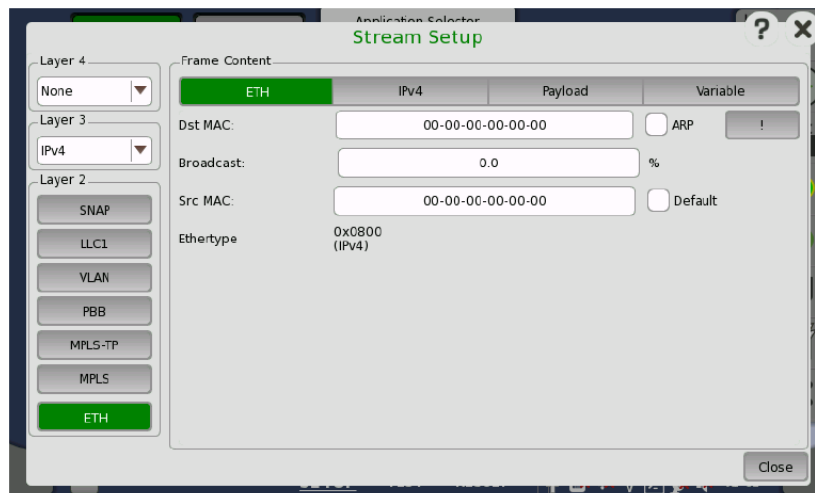 Application Selector
Stream Setup
? X
Layer 4
None
Layer 3
IPv4
Layer 2
SNAP
LLC1
VLAN
PBB
MPLS-TP
MPLS
ETH
Frame Content
ETH IPv4 Payload Variable
Dst MAC: 00-00-00-00-00-00 ARP !
Broadcast: 0.0 %
Src MAC: 00-00-00-00-00-00 Default
Ethertype 0x0800
(IPv4)
Close